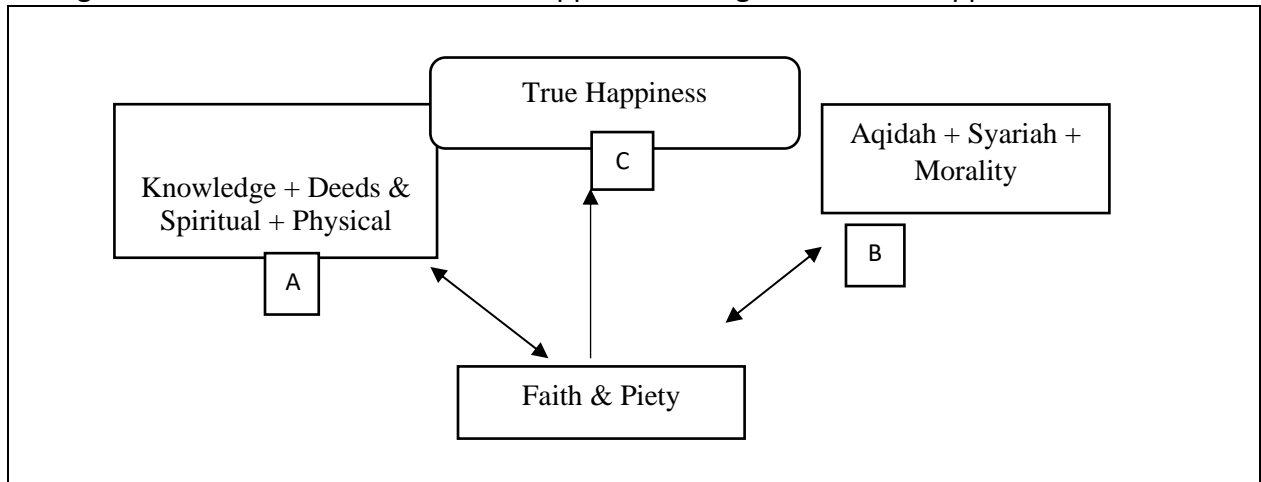 True Happiness
C
Knowledge + Deeds &
Spiritual + Physical
A
Aqidah + Syariah +
Morality
B
Faith & Piety